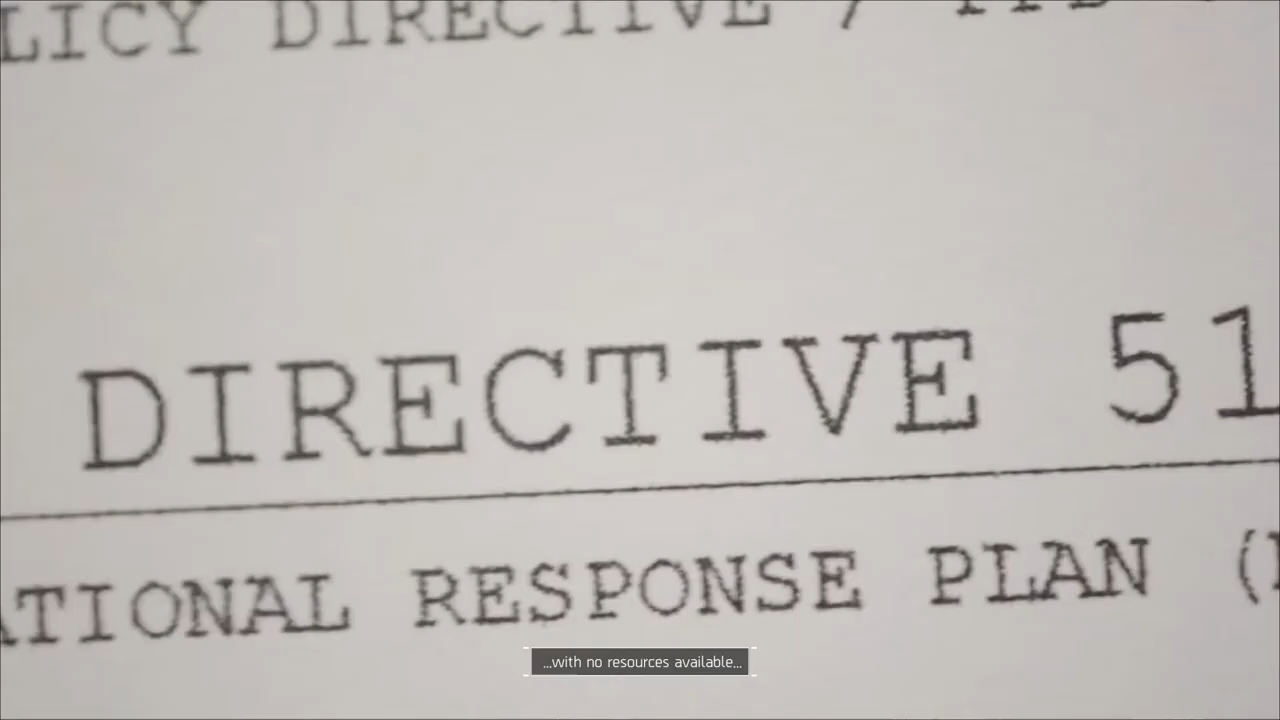 LICY DIRECTIVE /
DIRECTIVE 51
ATIONAL RESPONSE PLAN (
...with no resources available...